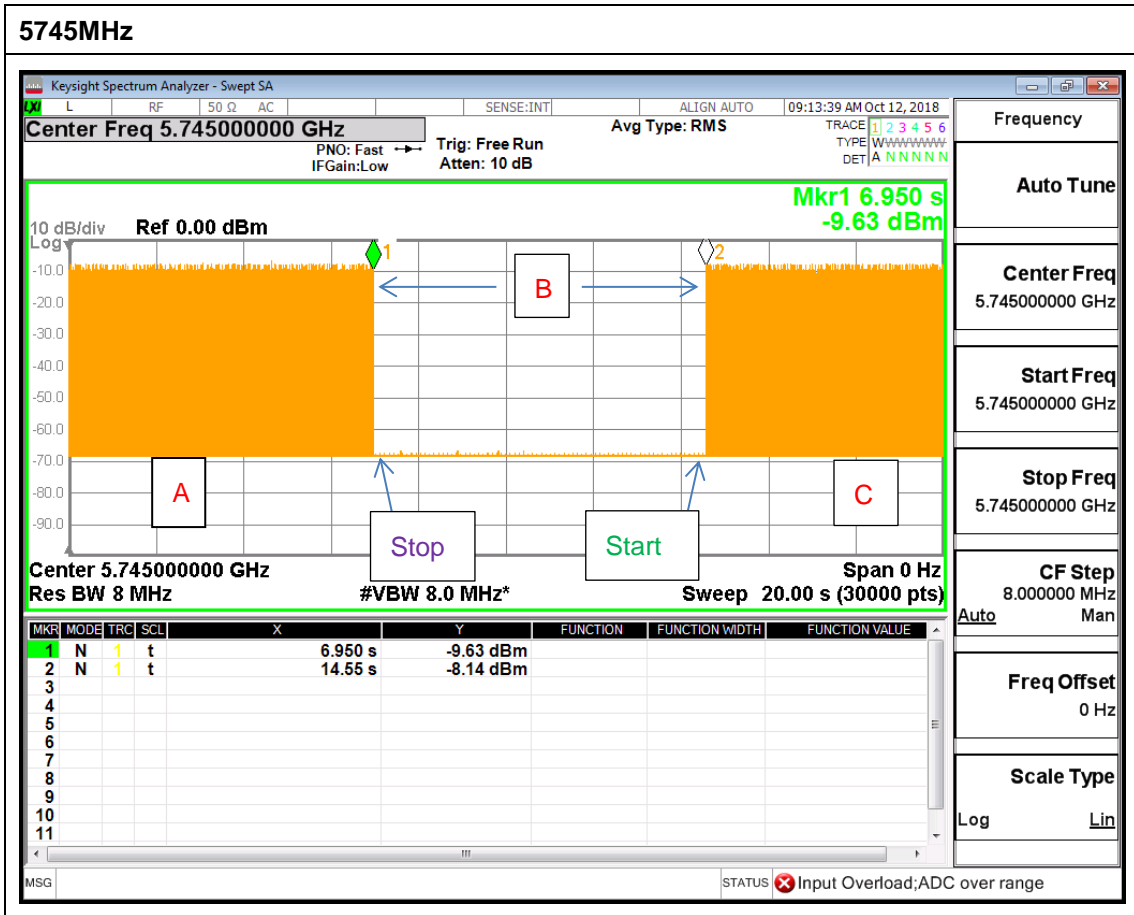 5745MHz
Keysight Spectrum Analyzer - Swept SA
LXI L RF 50 Ω AC SENSE:INT ALIGN AUTO 09:13:39 AM Oct 12, 2018
Center Freq 5.745000000 GHz
PNO: Fast
IFGain:Low
Trig: Free Run
Atten: 10 dB
Avg Type: RMS
TRACE 1 2 3 4 5 6
TYPE WWWWWW
DET A N N N N N
Mkr1 6.950 s
-9.63 dBm
10 dB/div Ref 0.00 dBm
Log
1
2
-10.0
-20.0
-30.0
-40.0
-50.0
-60.0
-70.0
-80.0
-90.0
B
A
C
Stop
Start
Center 5.745000000 GHz Span 0 Hz
Res BW 8 MHz #VBW 8.0 MHz* Sweep 20.00 s (30000 pts)
MKR MODE TRC SCL X Y FUNCTION FUNCTION WIDTH FUNCTION VALUE
1 N 1 t 6.950 s -9.63 dBm
2 N 1 t 14.55 s -8.14 dBm
3
4
5
6
7
8
9
10
11
MSG STATUS Input Overload;ADC over range
Frequency
Auto Tune
Center Freq
5.745000000 GHz
Start Freq
5.745000000 GHz
Stop Freq
5.745000000 GHz
CF Step
8.000000 MHz
Auto Man
Freq Offset
0 Hz
Scale Type
Log Lin